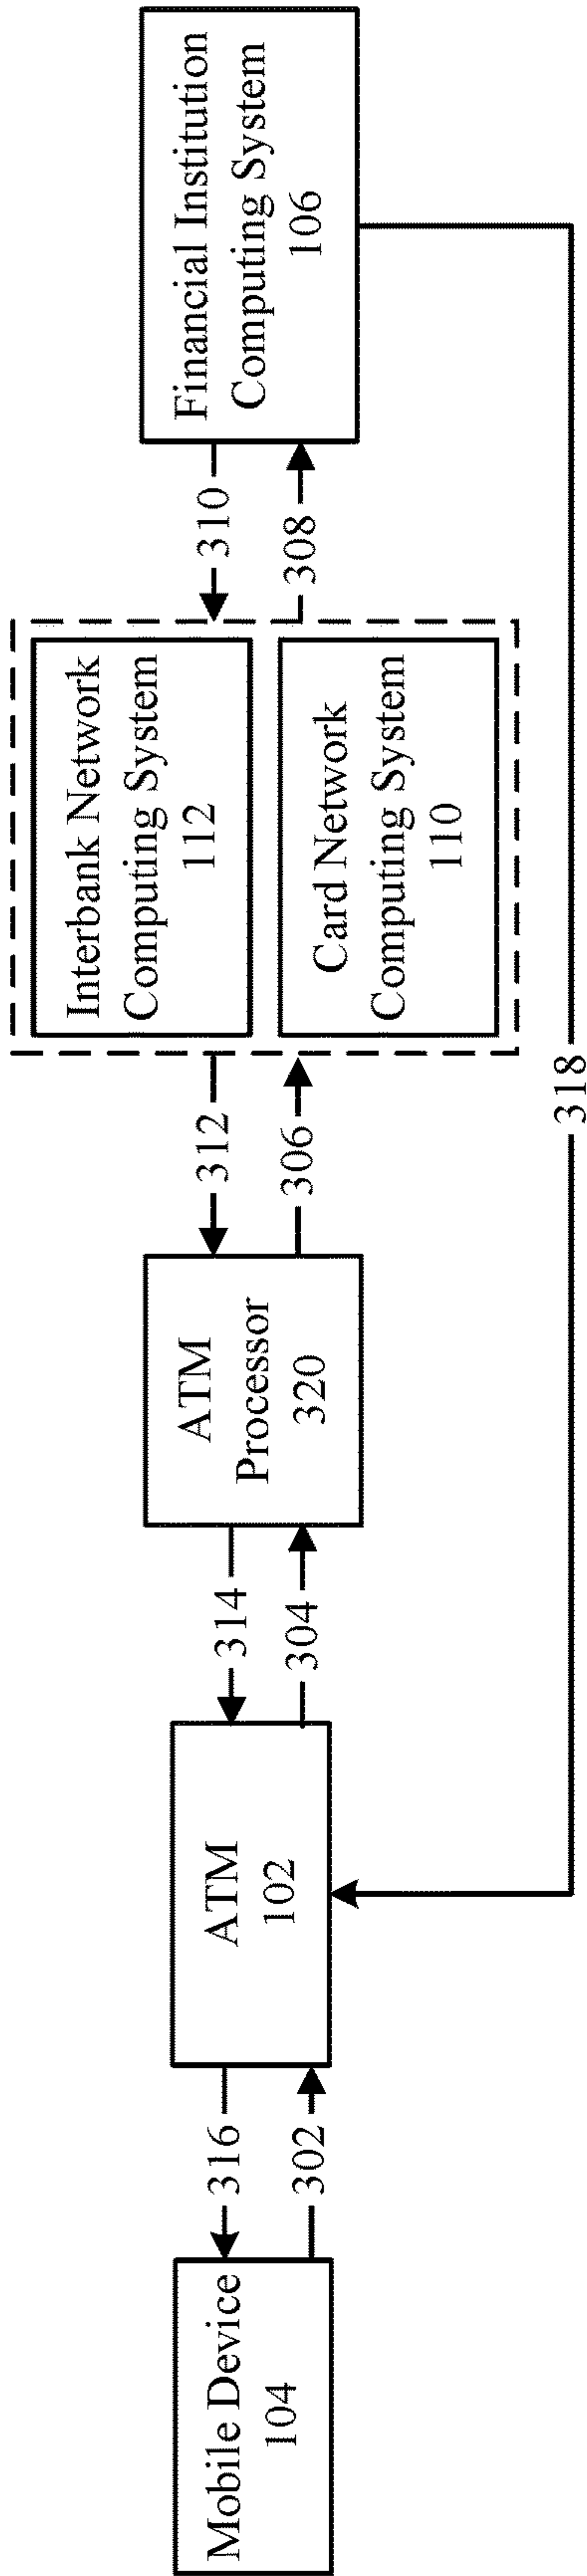 Mobile Device
104
316
302
ATM
102
314
304
ATM
Processor
320
312
306
Interbank Network
Computing System
112
Card Network
Computing System
110
310
308
Financial Institution
Computing System
106
318